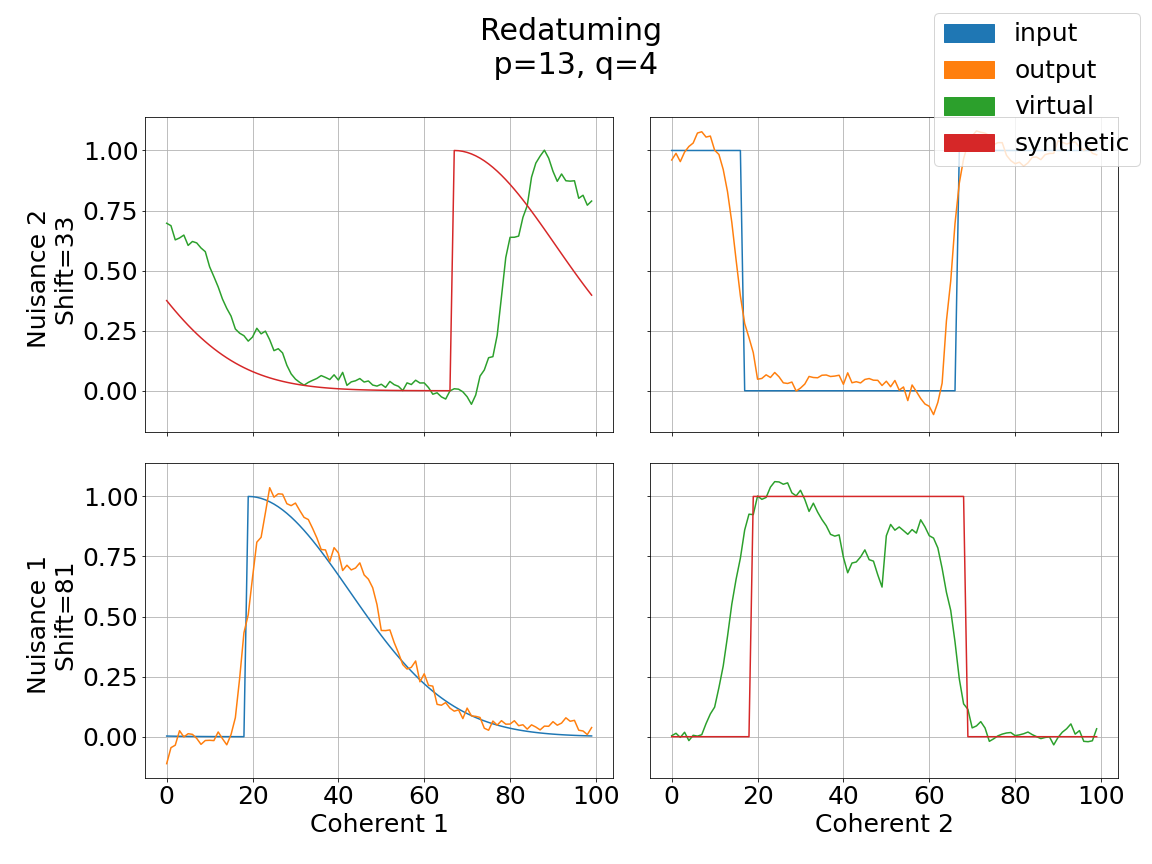 Redatuming
p=13, q=4
input
output
virtual
synthetic
Nuisance 2
Shift=33
1.00
0.75
0.50
0.25
0.00
Nuisance 1
Shift=81
1.00
0.75
0.50
0.25
0.00
0 20 40 60 80 100
0 20 40 60 80 100
Coherent 1
Coherent 2